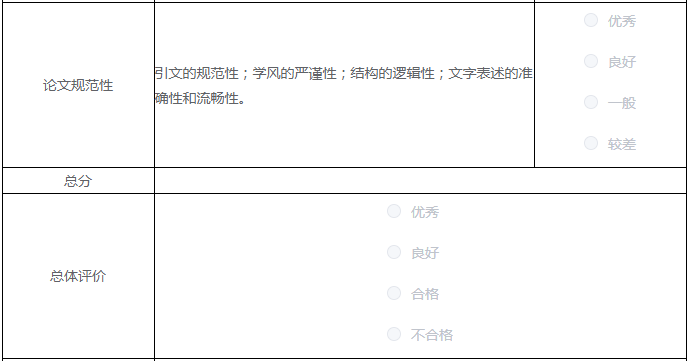 论文规范性
引文的规范性；学风的严谨性；结构的逻辑性；文字表述的准
确性和流畅性。
优秀
良好
一般
较差
总分
总体评价
优秀
良好
合格
不合格